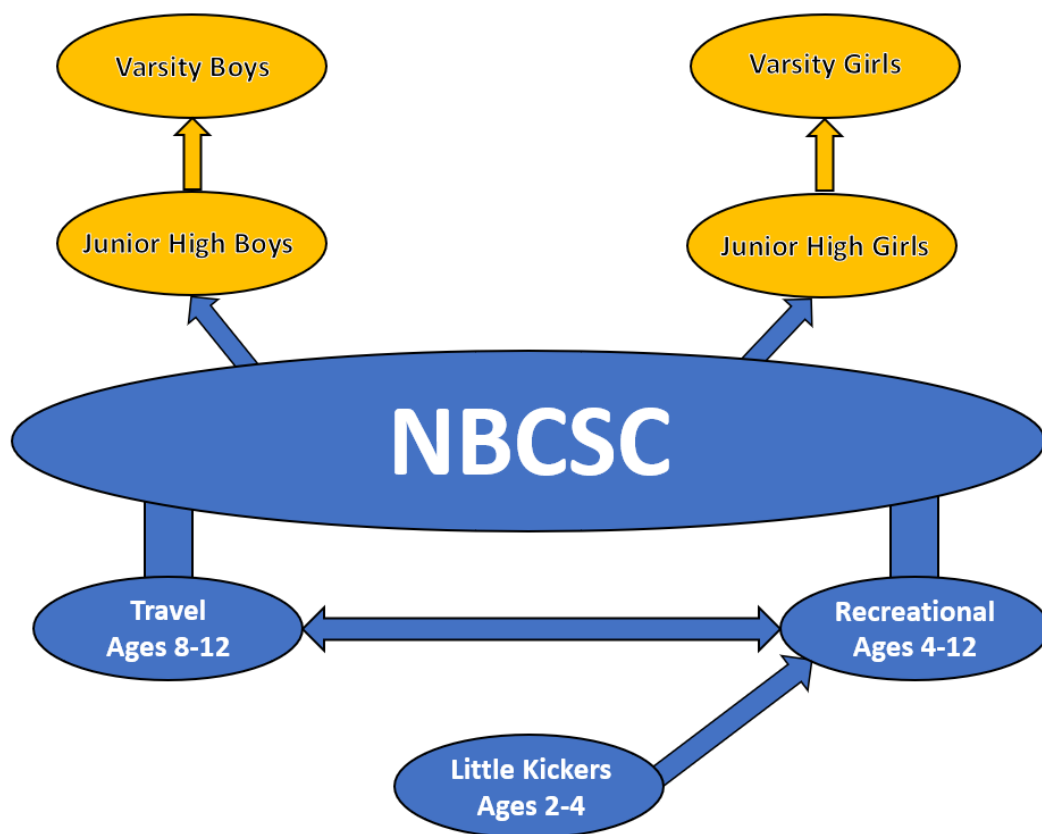 Varsity Boys
Varsity Girls
Junior High Boys
Junior High Girls
NBCSC
Travel
Ages 8-12
Recreational
Ages 4-12
Little Kickers
Ages 2-4